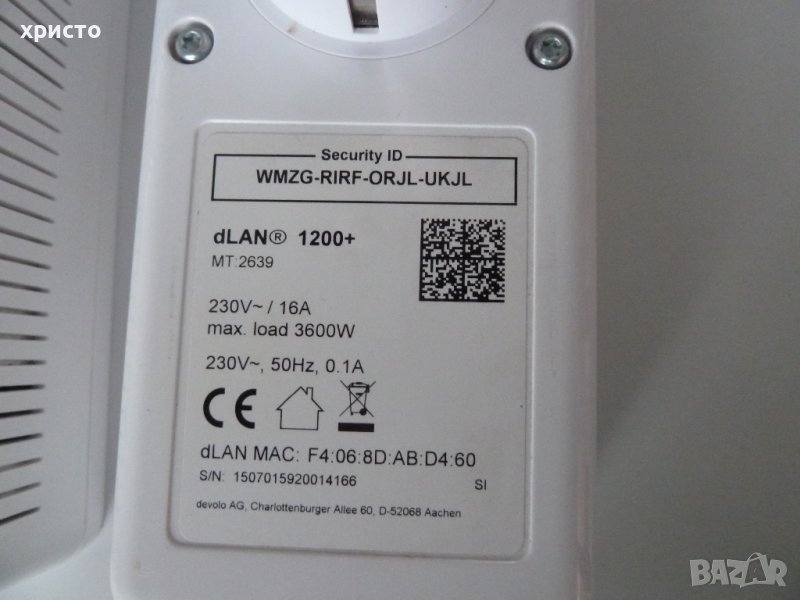 христо
Security ID
WMZG-RIRF-ORJL-UKJL
dLAN® 1200+
MT:2639
230V~ / 16A
max. load 3600W
230V~, 50Hz, 0.1A
CE
dLAN MAC: F4:06:8D:AB:D4:60
S/N: 1507015920014166 SI
devolo AG, Charlottenburger Allee 60, D-52068 Aachen
BAZAR